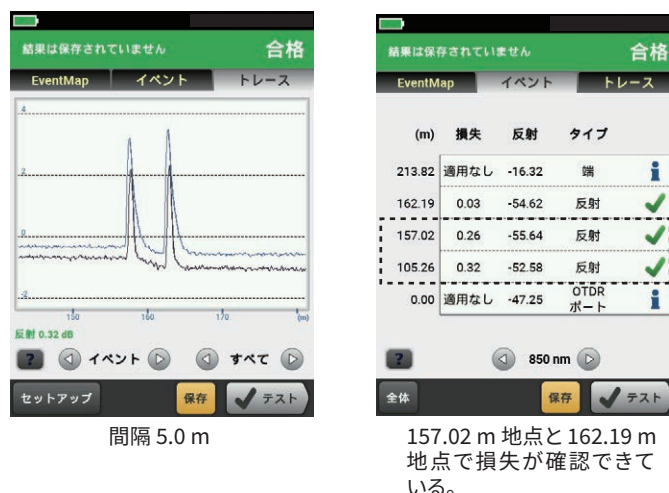 結果は保存されていません 合格
EventMap イベント トレース
4
2
0
-2
150 160 170 (m)
反射 0.32 dB
? イベント すべて
セットアップ 保存 テスト
間隔 5.0 m
結果は保存されていません 合格
EventMap イベント トレース
(m) 損失 反射 タイプ
213.82 適用なし -16.32 端 i
162.19 0.03 -54.62 反射
157.02 0.26 -55.64 反射
105.26 0.32 -52.58 反射
0.00 適用なし -47.25 OTDR ポート i
? 850 nm
全体 保存 テスト
157.02 m 地点と 162.19 m
地点で損失が確認できて
いる。